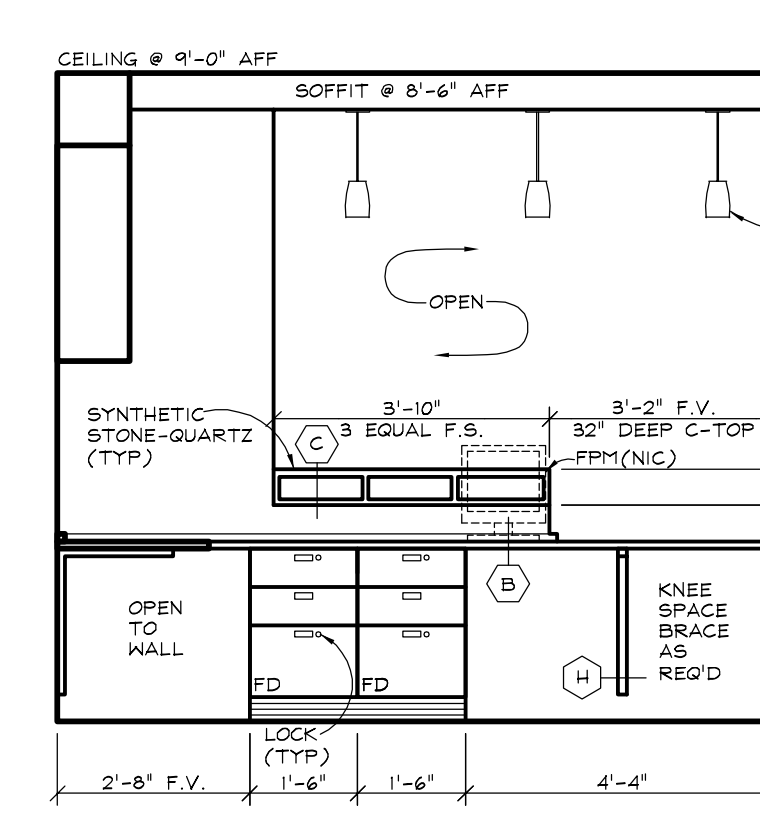 CEILING @ 9'-0" AFF
SOFFIT @ 8'-6" AFF
OPEN
3'-10"
3'-2" F.V.
SYNTHETIC
STONE-QUARTZ
(TYP)
C
3 EQUAL F.S.
32" DEEP C-TOP
FPM(NIC)
B
OPEN
TO
WALL
KNEE
SPACE
BRACE
AS
REQ'D
H
FD
FD
LOCK
(TYP)
2'-8" F.V.
1'-6"
1'-6"
4'-4"